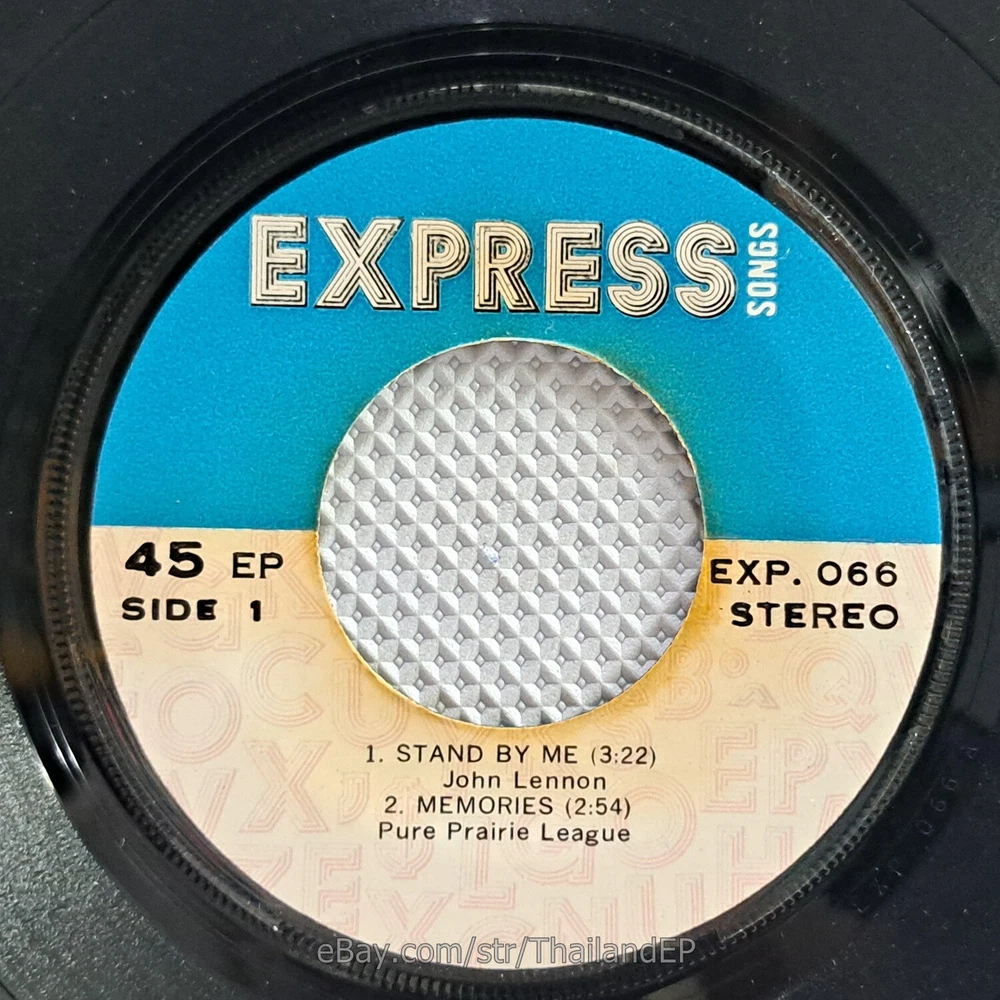 EXPRESS SONGS
45 EP
SIDE 1
EXP. 066
STEREO
1. STAND BY ME (3:22)
John Lennon
2. MEMORIES (2:54)
Pure Prairie League
eBay.com/str/ThailandEP